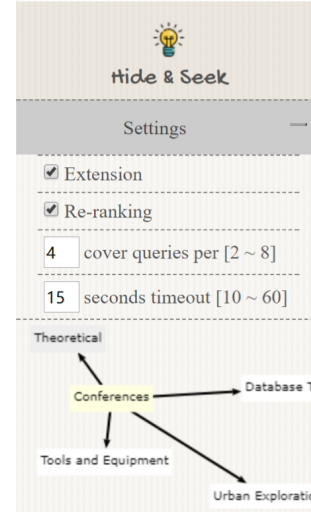 Hide & Seek
Settings
Extension
Re-ranking
4 cover queries per [2 ~ 8]
15 seconds timeout [10 ~ 60]
Theoretical
Conferences
Database
Tools and Equipment
Urban